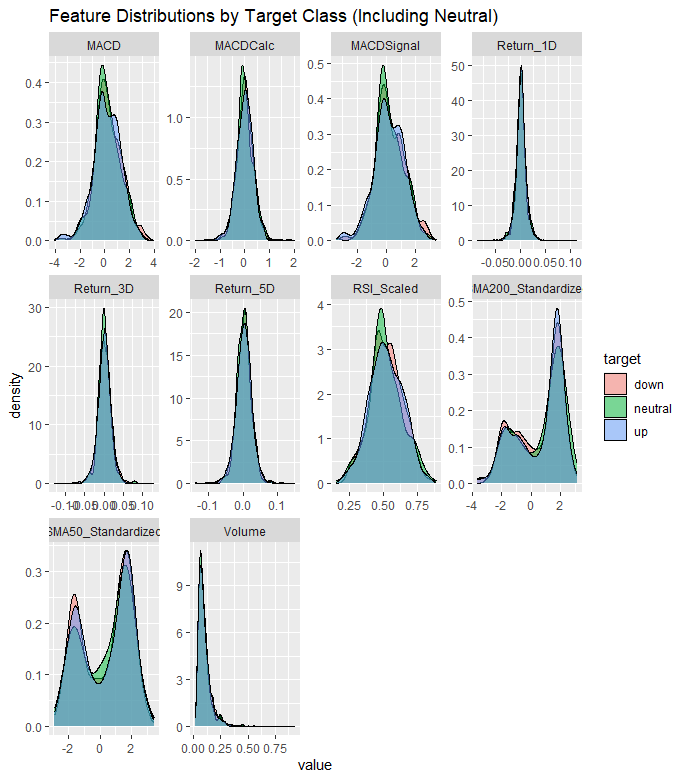 Feature Distributions by Target Class (Including Neutral)
MACD MACDCalc MACDSignal Return_1D
0.4 0.3 0.2 0.1 0.0
1.0 0.5 0.0
0.5 0.4 0.3 0.2 0.1 0.0
50 40 30 20 10 0
-4 -2 0 2 4
-2 -1 0 1 2
-2 0 2
-0.05 0.00 0.05 0.10
Return_3D Return_5D RSI_Scaled MA200_Standardize
30 20 10 0
20 15 10 5 0
4 3 2 1 0
0.5 0.4 0.3 0.2 0.1 0.0
-0.10 -0.05 0.00 0.05 0.10
-0.1 0.0 0.1
0.25 0.50 0.75
-4 -2 0 2
SMA50_Standardized Volume
0.3 0.2 0.1 0.0
9 6 3 0
-2 0 2
0.00 0.25 0.50 0.75
density
value
target
down
neutral
up